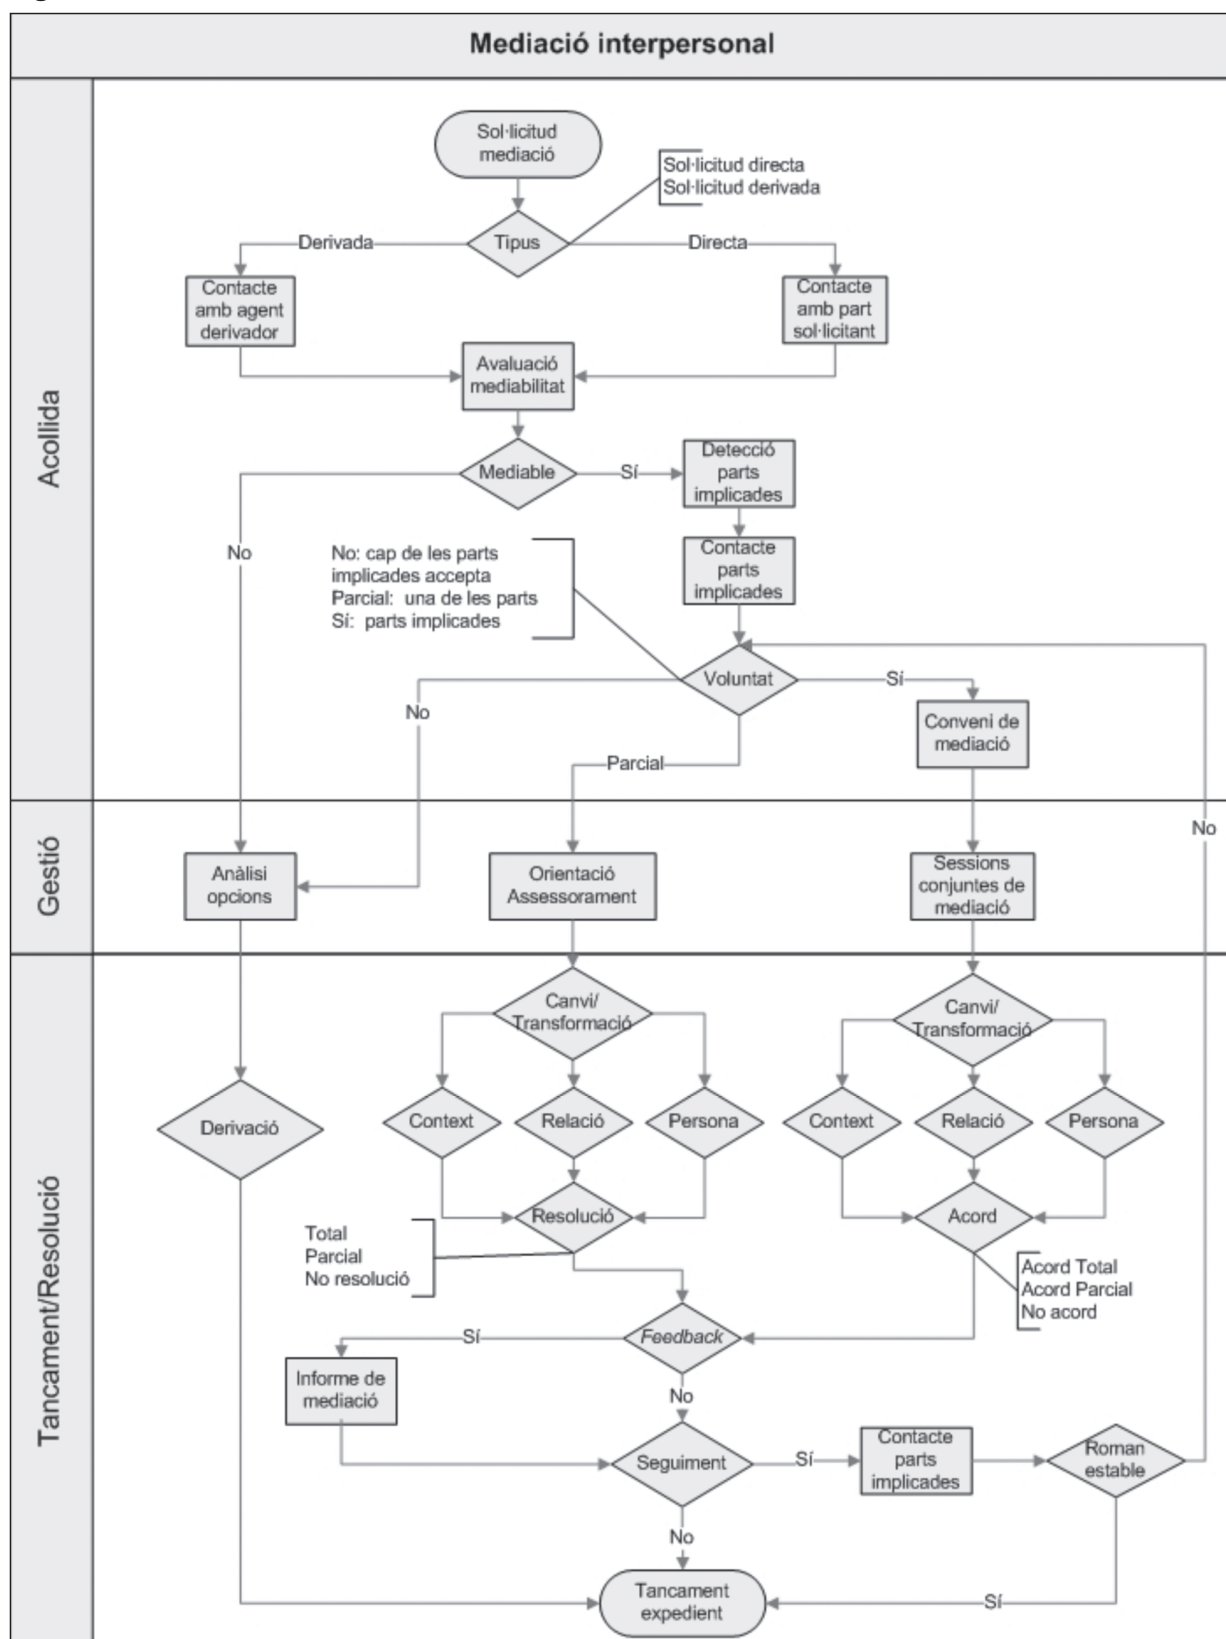 Mediació interpersonal
Acollida
Sol·licitud
mediació
Sol·licitud directa
Sol·licitud derivada
Derivada
Tipus
Directa
Contacte
amb agent
derivador
Contacte
amb part
sol·licitant
Avaluació
mediabilitat
Mediable
Sí
Detecció
parts
implicades
No
No: cap de les parts
implicades accepta
Parcial: una de les parts
Sí: parts implicades
Contacte
parts
implicades
Voluntat
Sí
No
Conveni de
mediació
Parcial
No
Gestió
Anàlisi
opcions
Orientació
Assessorament
Sessions
conjuntes de
mediació
Tancament/Resolució
Canvi/
Transformació
Canvi/
Transformació
Derivació
Context
Relació
Persona
Context
Relació
Persona
Resolució
Acord
Total
Parcial
No resolució
Acord Total
Acord Parcial
No acord
Sí
Feedback
Informe de
mediació
No
Seguiment
Sí
Contacte
parts
implicades
Roman
estable
No
Tancament
expedient
Sí